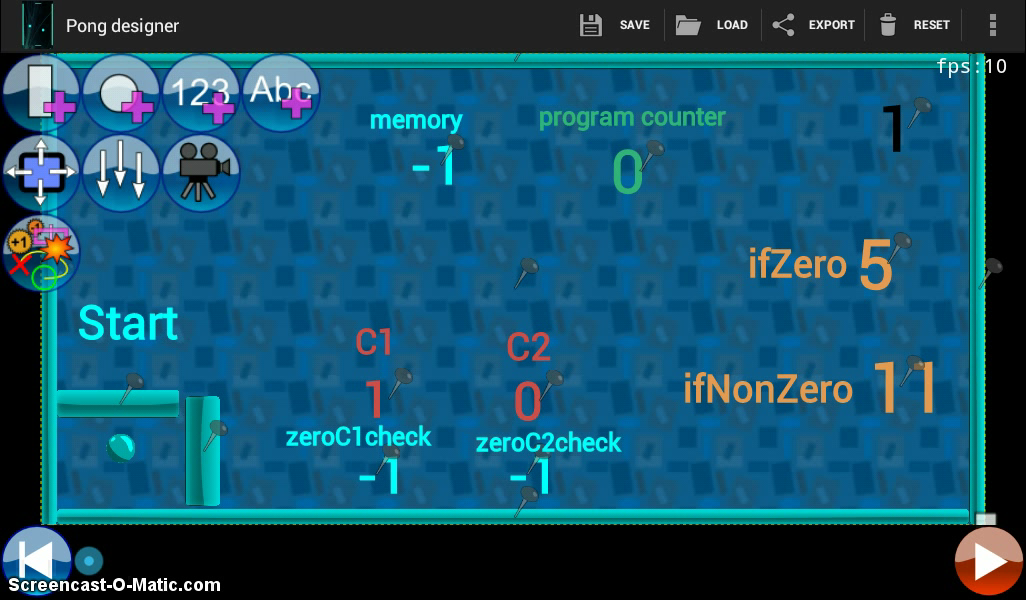 Pong designer
SAVE
LOAD
EXPORT
RESET
fps:10
123
Abc
memory
-1
program counter
0
1
ifZero 5
Start
C1
1
C2
0
ifNonZero 11
zeroC1check
-1
zeroC2check
-1
+1
Screencast-O-Matic.com